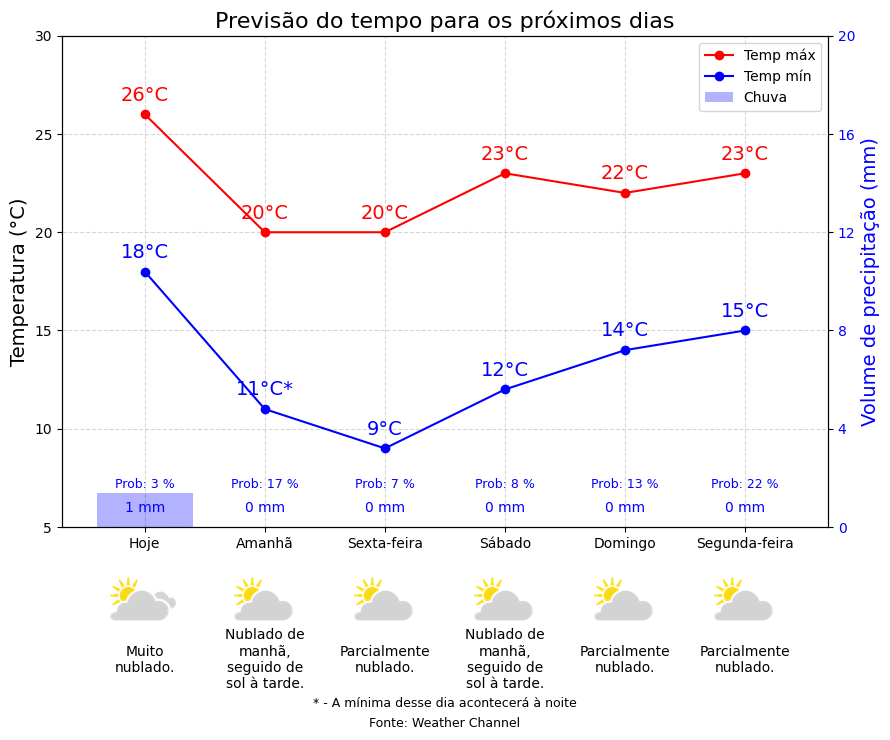 Previsão do tempo para os próximos dias
Temperatura (°C)
Volume de precipitação (mm)
30
25
20
15
10
5
20
16
12
8
4
0
Temp máx
Temp mín
Chuva
26°C
20°C
20°C
23°C
22°C
23°C
18°C
11°C*
9°C
12°C
14°C
15°C
Prob: 3 %
Prob: 17 %
Prob: 7 %
Prob: 8 %
Prob: 13 %
Prob: 22 %
1 mm
0 mm
0 mm
0 mm
0 mm
0 mm
Hoje
Amanhã
Sexta-feira
Sábado
Domingo
Segunda-feira
Muito
nublado.
Nublado de
manhã,
seguido de
sol à tarde.
Parcialmente
nublado.
Nublado de
manhã,
seguido de
sol à tarde.
Parcialmente
nublado.
Parcialmente
nublado.
* - A mínima desse dia acontecerá à noite
Fonte: Weather Channel